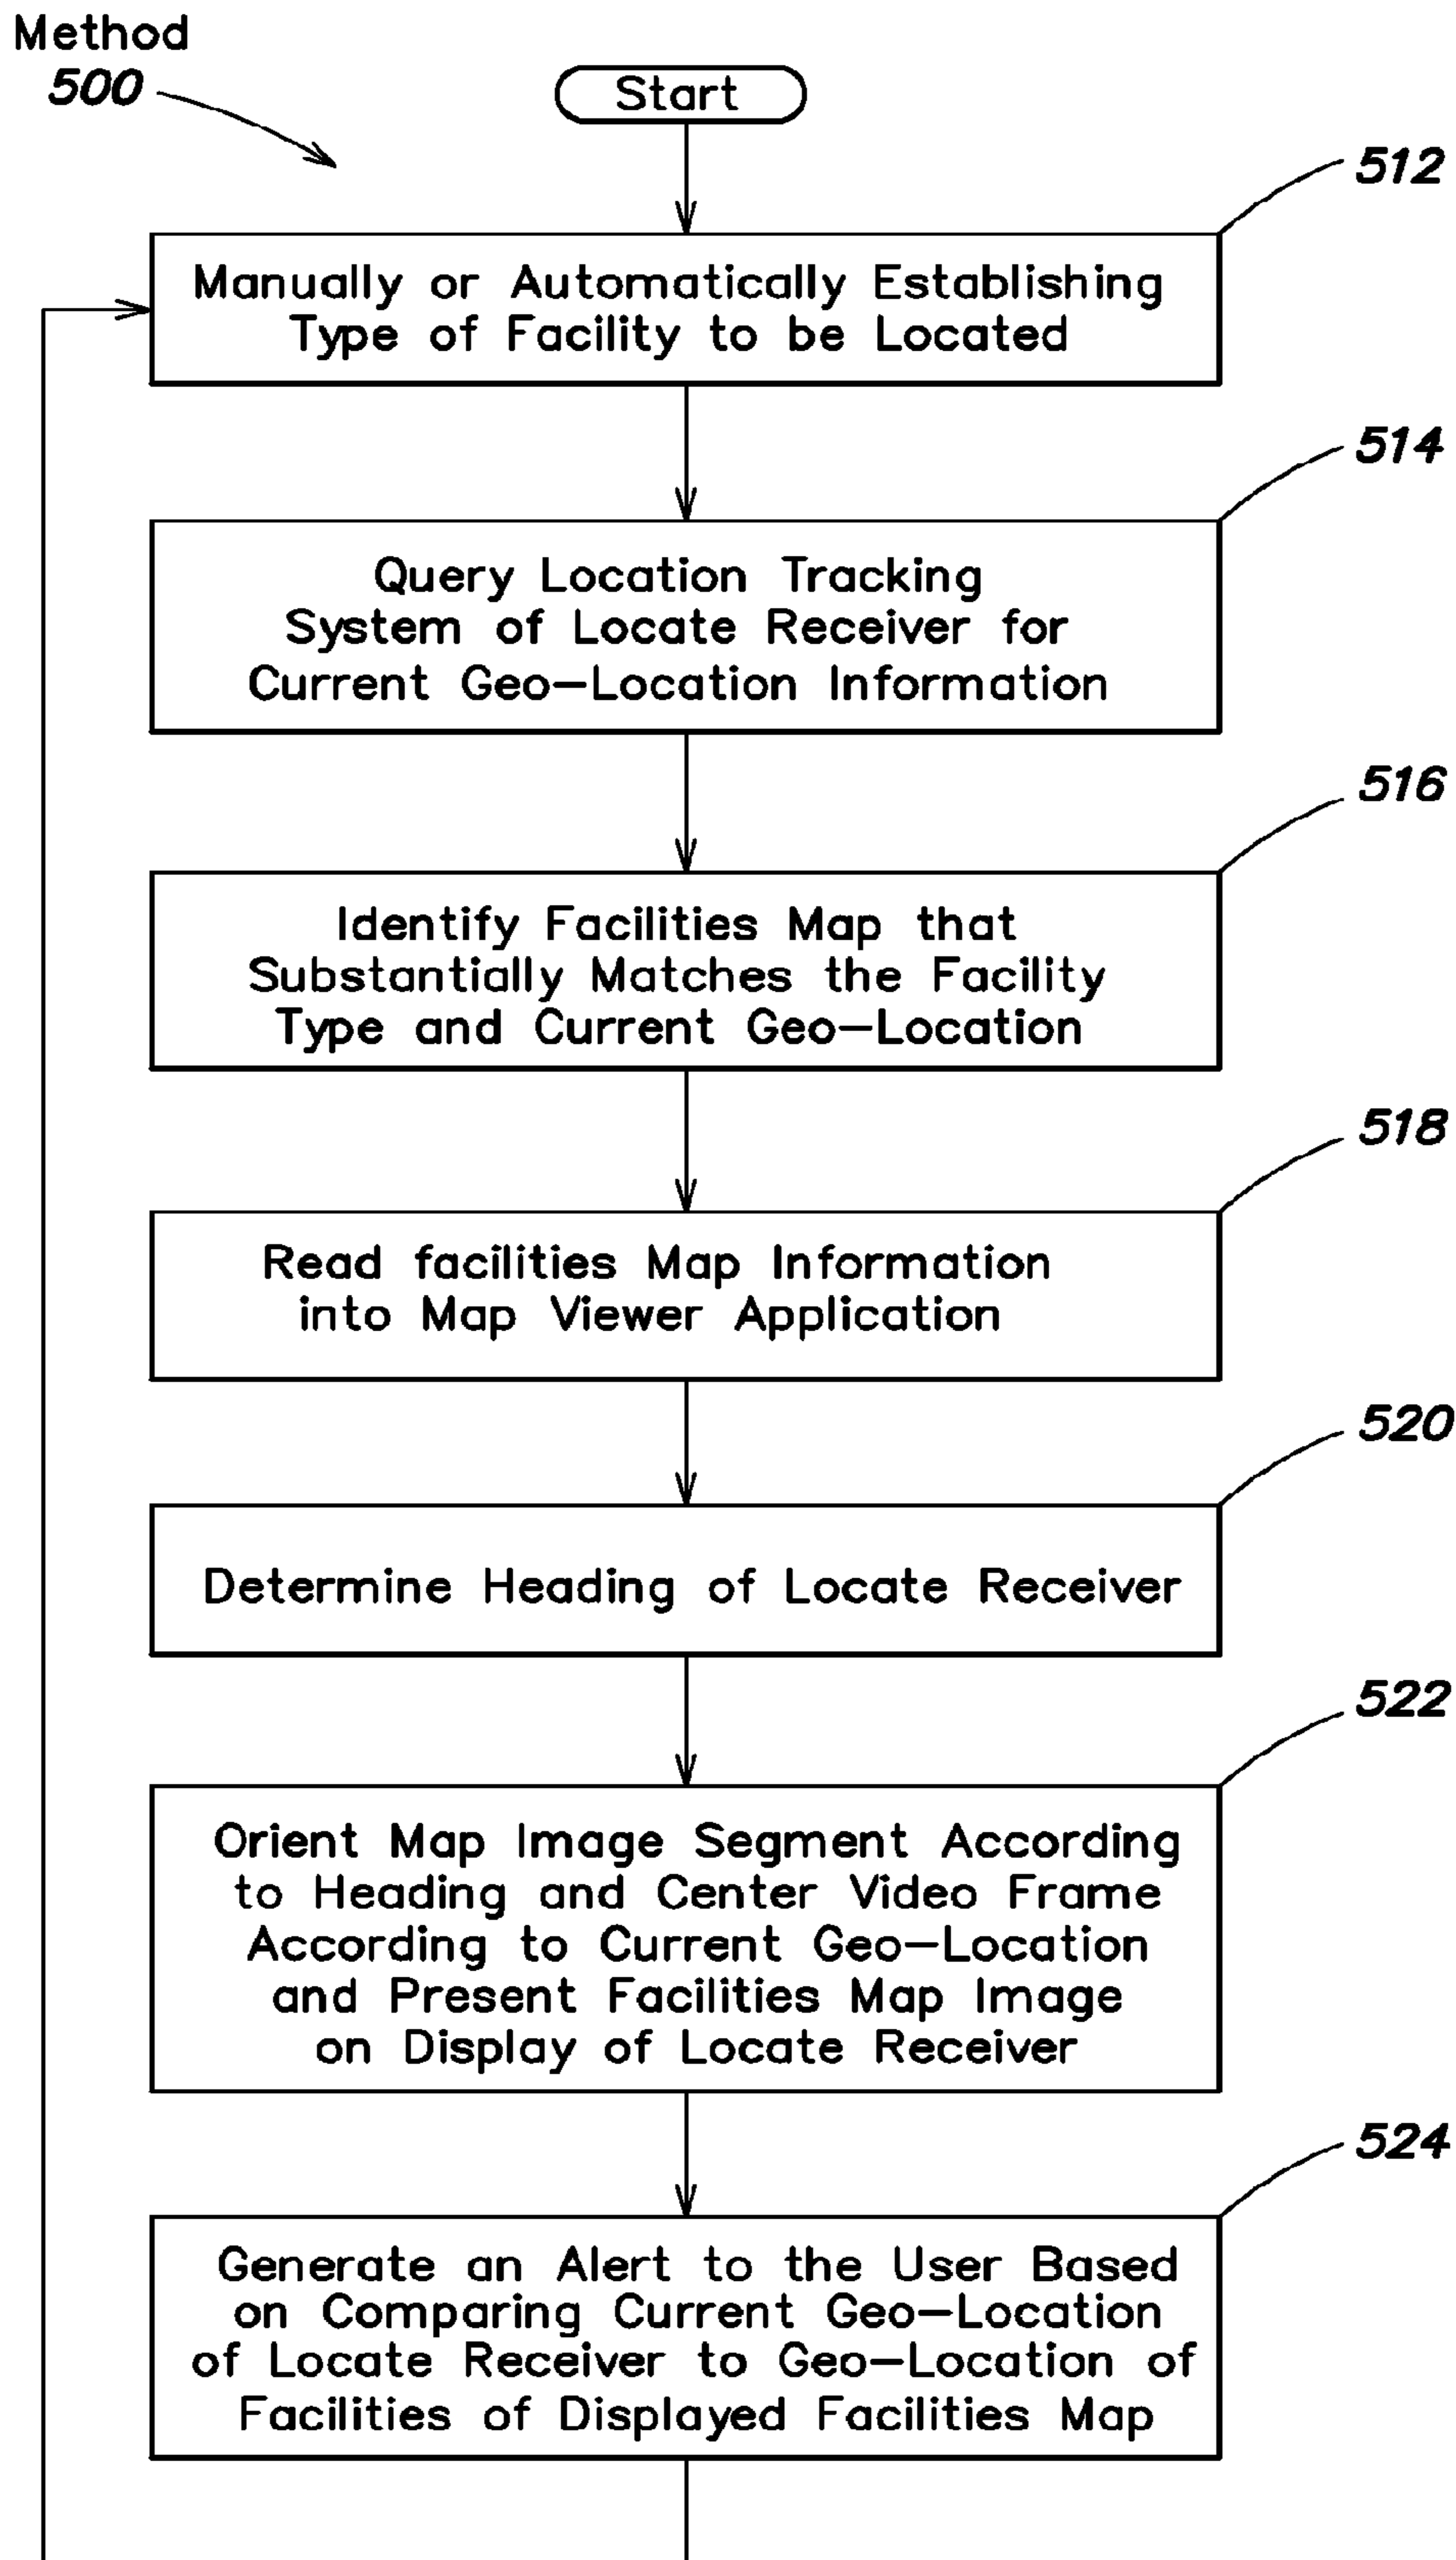 Method
500
Start
512
Manually or Automatically Establishing
Type of Facility to be Located
514
Query Location Tracking
System of Locate Receiver for
Current Geo-Location Information
516
Identify Facilities Map that
Substantially Matches the Facility
Type and Current Geo-Location
518
Read facilities Map Information
into Map Viewer Application
520
Determine Heading of Locate Receiver
522
Orient Map Image Segment According
to Heading and Center Video Frame
According to Current Geo-Location
and Present Facilities Map Image
on Display of Locate Receiver
524
Generate an Alert to the User Based
on Comparing Current Geo-Location
of Locate Receiver to Geo-Location of
Facilities of Displayed Facilities Map